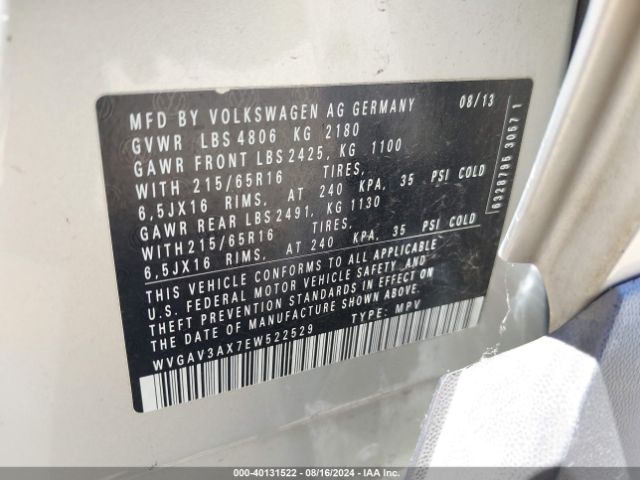 MFD BY VOLKSWAGEN AG GERMANY 08/13
GVWR LBS 4806 KG 2180
GAWR FRONT LBS 2425, KG 1100
WITH 215/65R16 TIRES,
6,5JX16 RIMS, AT 240 KPA, 35 PSI COLD
GAWR REAR LBS 2491, KG 1130
WITH 215/65R16 TIRES,
6,5JX16 RIMS, AT 240 KPA, 35 PSI COLD
THIS VEHICLE CONFORMS TO ALL APPLICABLE
U.S. FEDERAL MOTOR VEHICLE SAFETY AND
THEFT PREVENTION STANDARDS IN EFFECT ON
THE DATE OF MANUFACTURE SHOWN ABOVE.
WVGAV3AX7EW522529 TYPE: MPV
6328795 3057 1
000-40131522 - 08/16/2024 - IAA Inc.